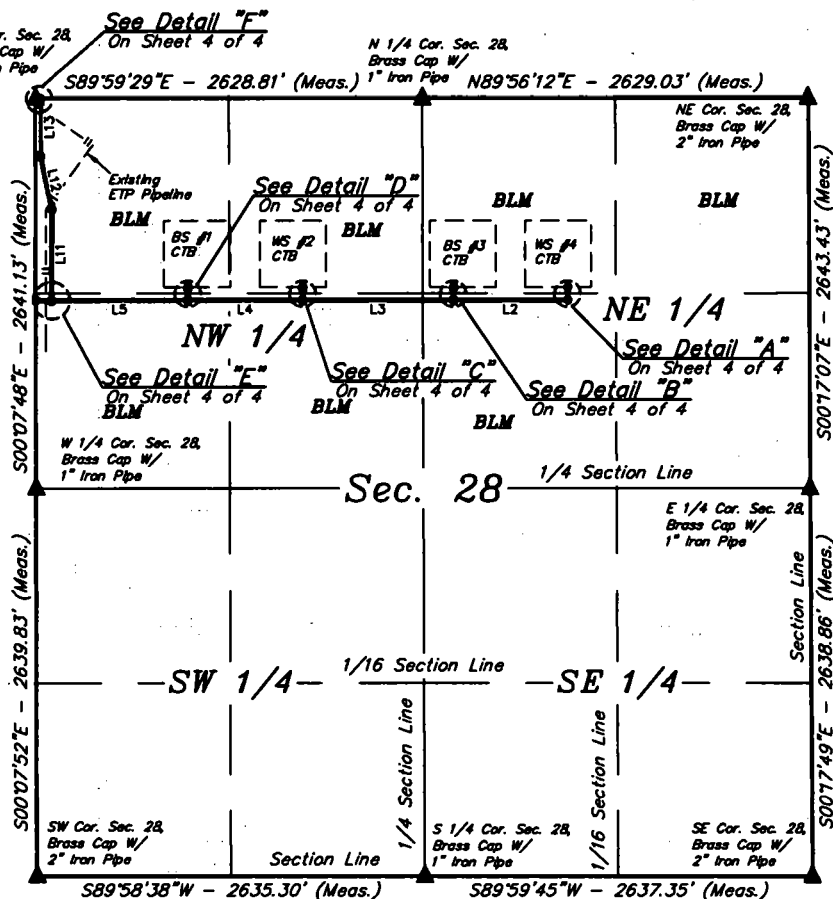 See Detail "F"
On Sheet 4 of 4
Cor. Sec. 28,
Cap W/
Pipe
N 1/4 Cor. Sec. 28,
Brass Cap W/
1" Iron Pipe
S89°59'29"E - 2628.81' (Meas.)
N89°56'12"E - 2629.03' (Meas.)
NE Cor. Sec. 28,
Brass Cap W/
2" Iron Pipe
L13
L12
L11
Existing
ETP Pipeline
BLM
See Detail "D"
On Sheet 4 of 4
BLM
BLM
BLM
BS #1
CTB
WS #2
CTB
BS #3
CTB
WS #4
CTB
S00°07'48"E - 2641.13' (Meas.)
S00°17'07"E - 2643.43' (Meas.)
L5
L4
L3
L2
NW 1/4
NE 1/4
See Detail "A"
On Sheet 4 of 4
See Detail "E"
On Sheet 4 of 4
See Detail "C"
On Sheet 4 of 4
See Detail "B"
On Sheet 4 of 4
BLM
BLM
BLM
W 1/4 Cor. Sec. 28,
Brass Cap W/
1" Iron Pipe
Sec. 28
1/4 Section Line
E 1/4 Cor. Sec. 28,
Brass Cap W/
1" Iron Pipe
S00°07'52"E - 2639.83' (Meas.)
Section Line
S00°17'49"E - 2638.86' (Meas.)
SW 1/4
1/16 Section Line
SE 1/4
1/4 Section Line
1/16 Section Line
SW Cor. Sec. 28,
Brass Cap W/
2" Iron Pipe
Section Line
S 1/4 Cor. Sec. 28,
Brass Cap W/
1" Iron Pipe
SE Cor. Sec. 28,
Brass Cap W/
2" Iron Pipe
S89°58'38"W - 2635.30' (Meas.)
S89°59'45"W - 2637.35' (Meas.)